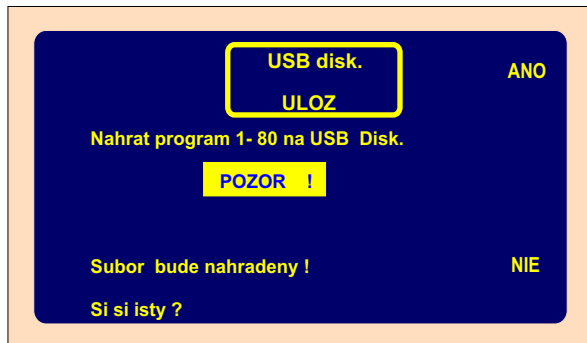 USB disk.
ANO
ULOZ
Nahrat program 1- 80 na USB Disk.
POZOR !
Subor bude nahradeny !
NIE
Si si isty ?